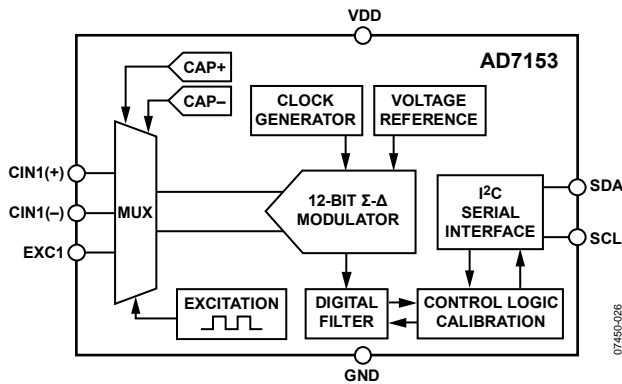 VDD
AD7153
CAP+
CAP–
CLOCK
GENERATOR
VOLTAGE
REFERENCE
CIN1(+)
CIN1(–)
EXC1
MUX
12-BIT Σ-Δ
MODULATOR
I²C
SERIAL
INTERFACE
SDA
SCL
EXCITATION
DIGITAL
FILTER
CONTROL LOGIC
CALIBRATION
GND
07450-026